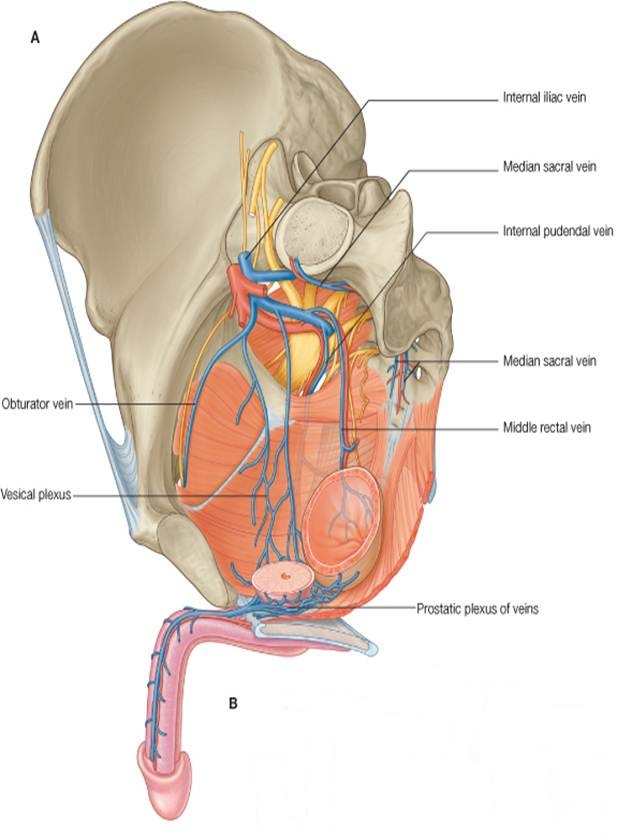 A
Internal iliac vein
Median sacral vein
Internal pudendal vein
Median sacral vein
Obturator vein
Middle rectal vein
Vesical plexus
Prostatic plexus of veins
B